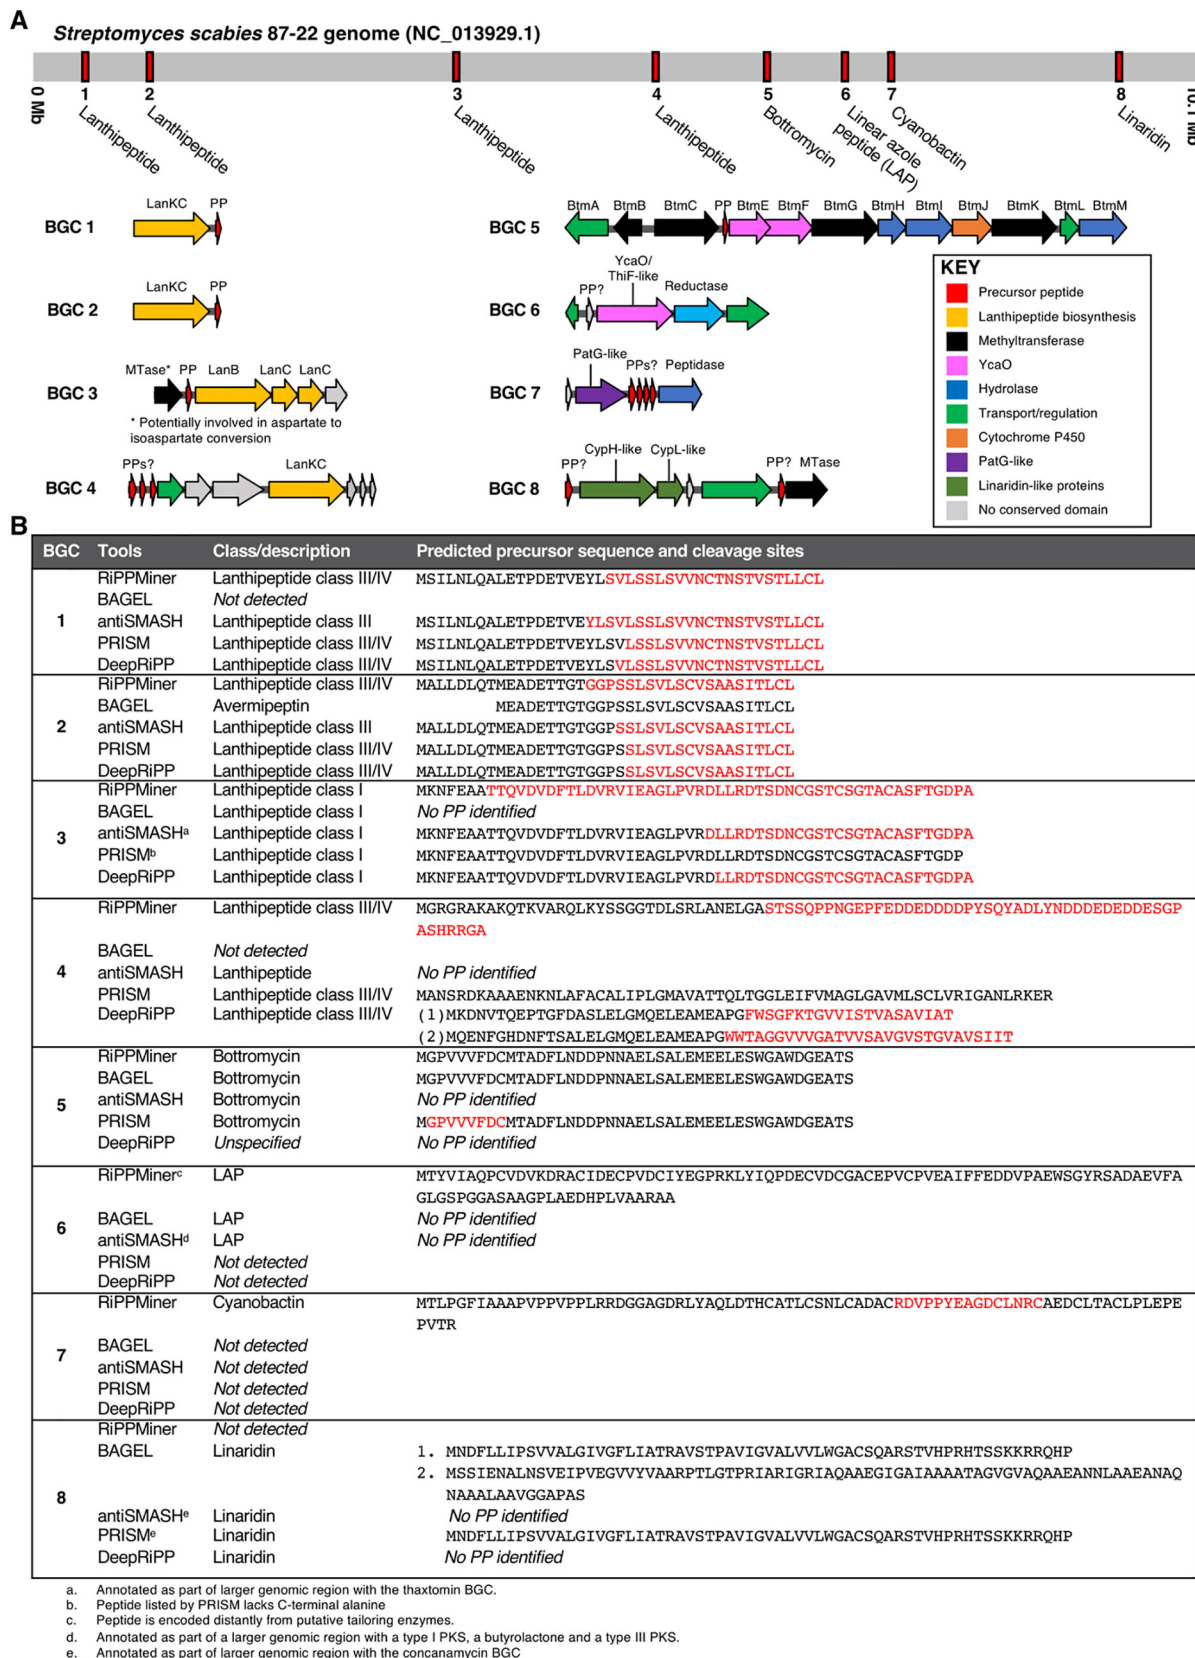 A
Streptomyces scabies 87-22 genome (NC_013929.1)
0 Mb
1
2
3
4
5
6
7
8
10.1 Mb
Lanthipeptide
Lanthipeptide
Lanthipeptide
Lanthipeptide
Bottromycin
Linear azole
peptide (LAP)
Cyanobactin
Linaridin
BGC 1
LanKC PP
BGC 2
LanKC PP
BGC 3
MTase* PP LanB LanC LanC
* Potentially involved in aspartate to
isoaspartate conversion
BGC 4
PPs? LanKC
BGC 5
BtmA BtmB BtmC PP BtmE BtmF BtmG BtmH BtmI BtmJ BtmK BtmL BtmM
BGC 6
PP? YcaO/
ThiF-like Reductase
BGC 7
PatG-like PPs? Peptidase
BGC 8
PP? CypH-like CypL-like PP? MTase
KEY
Precursor peptide
Lanthipeptide biosynthesis
Methyltransferase
YcaO
Hydrolase
Transport/regulation
Cytochrome P450
PatG-like
Linaridin-like proteins
No conserved domain
B
BGC Tools Class/description Predicted precursor sequence and cleavage sites
1
RiPPMiner Lanthipeptide class III/IV MSILNLQALETPDETVEYLSVLSSLSVVNCTNSTVSTLLCL
BAGEL Not detected
antiSMASH Lanthipeptide class III MSILNLQALETPDETVEYLSVLSSLSVVNCTNSTVSTLLCL
PRISM Lanthipeptide class III/IV MSILNLQALETPDETVEYLSVLSSLSVVNCTNSTVSTLLCL
DeepRiPP Lanthipeptide class III/IV MSILNLQALETPDETVEYLSVLSSLSVVNCTNSTVSTLLCL
2
RiPPMiner Lanthipeptide class III/IV MALLDLQTMEADETTGTGGPSSLSVLSCVSAASITLCL
BAGEL Avermipeptin MEADETTGTGGPSSLSVLSCVSAASITLCL
antiSMASH Lanthipeptide class III MALLDLQTMEADETTGTGGPSSLSVLSCVSAASITLCL
PRISM Lanthipeptide class III/IV MALLDLQTMEADETTGTGGPSSLSVLSCVSAASITLCL
DeepRiPP Lanthipeptide class III/IV MALLDLQTMEADETTGTGGPSSLSVLSCVSAASITLCL
3
RiPPMiner Lanthipeptide class I MKNFEAATTQVDVDFTLDVRVIEAGLPVRDLLRDTSDNCGSTCSGTACASFTGDPA
BAGEL Lanthipeptide class I No PP identified
antiSMASHa Lanthipeptide class I MKNFEAATTQVDVDFTLDVRVIEAGLPVRDLLRDTSDNCGSTCSGTACASFTGDPA
PRISMb Lanthipeptide class I MKNFEAATTQVDVDFTLDVRVIEAGLPVRDLLRDTSDNCGSTCSGTACASFTGDP
DeepRiPP Lanthipeptide class I MKNFEAATTQVDVDFTLDVRVIEAGLPVRDLLRDTSDNCGSTCSGTACASFTGDPA
4
RiPPMiner Lanthipeptide class III/IV MGRGRAKAKQTKVARQLKYSSGGTDLSRLANELGASTSSQPPNGEPFEDDEDDDDPYSQYADLYNDDDEDEDDESGP
ASHRRGA
BAGEL Not detected
antiSMASH Lanthipeptide No PP identified
PRISM Lanthipeptide class III/IV MANSRDKAAAENKNLAFACALIPLGMAVATTQLTGGLEIFVMAGLGAVMLSCLVRIGANLRKER
DeepRiPP Lanthipeptide class III/IV (1)MKDNVTQEPTGFDASLELGMQELEAMEAPGFWSGFKTGVVISTVASAVIAT
(2)MQENFGHDNFTSALELGMQELEAMEAPGWWTAGGVVVGATVVSAVGVSTGVAVSIIT
5
RiPPMiner Bottromycin MGPVVVFDCMTADFLNDDPNNAELSALEMEELESWGAWDGEATS
BAGEL Bottromycin MGPVVVFDCMTADFLNDDPNNAELSALEMEELESWGAWDGEATS
antiSMASH Bottromycin No PP identified
PRISM Bottromycin MGPVVVFDCMTADFLNDDPNNAELSALEMEELESWGAWDGEATS
DeepRiPP Unspecified No PP identified
6
RiPPMinerc LAP MTYVIAQPCVDVKDRACIDECPVDCIYEGPRKLYIQPDECVDCGACEPVCPVEAIFFEDDVPAEWSGYRSADAEVFA
GLGSPGGASAAGPLAEDHPLVAARAA
BAGEL LAP No PP identified
antiSMASHd LAP No PP identified
PRISM Not detected
DeepRiPP Not detected
7
RiPPMiner Cyanobactin MTLPGFIAAAPVPPVPPLRRDGGAGDRLYAQLDTHCATLCSNLCADACRDVPPYEAGDCLNRCAEDCLTACLPLEPE
PVTR
BAGEL Not detected
antiSMASH Not detected
PRISM Not detected
DeepRiPP Not detected
8
RiPPMiner Not detected
BAGEL Linaridin 1. MNDFLLIPSVVALGIVGFLIATRAVSTPAVIGVALVVLWGACSQARSTVHPRHTSSKKRRQHP
2. MSSIENALNSVEIPVEGVVYVAARPTLGTPRIARIGRIAQAAEGIGAIAAAATAGVGVAQAAEANNLAAEANAQ
NAAALAAVGGAPAS
antiSMASHe Linaridin No PP identified
PRISMe Linaridin MNDFLLIPSVVALGIVGFLIATRAVSTPAVIGVALVVLWGACSQARSTVHPRHTSSKKRRQHP
DeepRiPP Linaridin No PP identified
a. Annotated as part of larger genomic region with the thaxtomin BGC.
b. Peptide listed by PRISM lacks C-terminal alanine
c. Peptide is encoded distantly from putative tailoring enzymes.
d. Annotated as part of a larger genomic region with a type I PKS, a butyrolactone and a type III PKS.
e. Annotated as part of larger genomic region with the concanamycin BGC